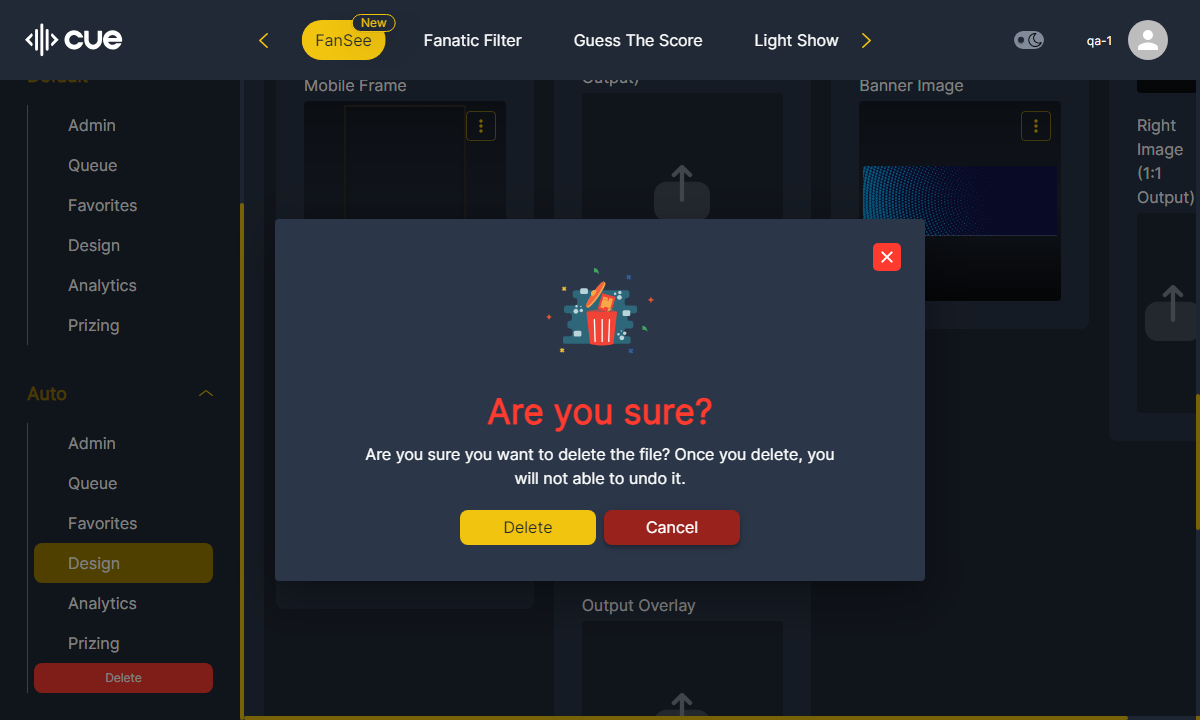 cue
FanSee
New
Fanatic Filter
Guess The Score
Light Show
qa-1
Default
Admin
Queue
Favorites
Design
Analytics
Prizing
Auto
Admin
Queue
Favorites
Design
Analytics
Prizing
Delete
Mobile Frame
Output)
Banner Image
Right
Image
(1:1
Output)
Are you sure?
Are you sure you want to delete the file? Once you delete, you
will not able to undo it.
Delete
Cancel
Output Overlay